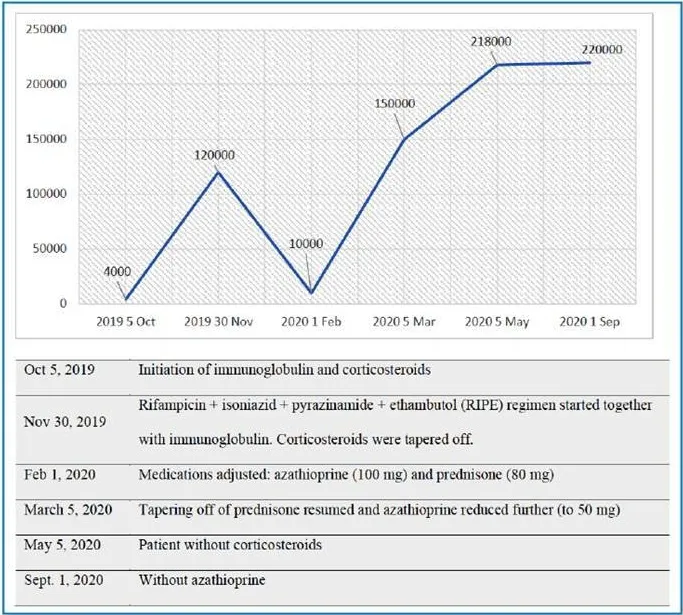 250000
218000
220000
200000
150000
150000
120000
100000
50000
10000
4000
0
2019 5 Oct 2019 30 Nov 2020 1 Feb 2020 5 Mar 2020 5 May 2020 1 Sep
Oct 5, 2019 Initiation of immunoglobulin and corticosteroids
Nov 30, 2019 Rifampicin + isoniazid + pyrazinamide + ethambutol (RIPE) regimen started together
with immunoglobulin. Corticosteroids were tapered off.
Feb 1, 2020 Medications adjusted: azathioprine (100 mg) and prednisone (80 mg)
March 5, 2020 Tapering off of prednisone resumed and azathioprine reduced further (to 50 mg)
May 5, 2020 Patient without corticosteroids
Sept. 1, 2020 Without azathioprine